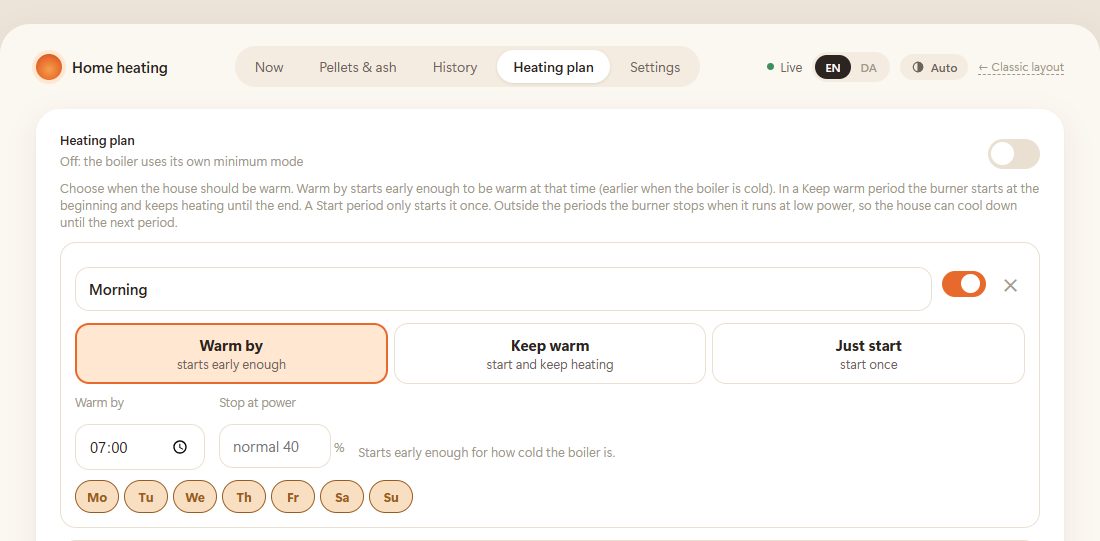 Home heating
Now
Pellets & ash
History
Heating plan
Settings
Live
EN
DA
Auto
← Classic layout
Heating plan
Off: the boiler uses its own minimum mode
Choose when the house should be warm. Warm by starts early enough to be warm at that time (earlier when the boiler is cold). In a Keep warm period the burner starts at the
beginning and keeps heating until the end. A Start period only starts it once. Outside the periods the burner stops when it runs at low power, so the house can cool down
until the next period.
Morning
Warm by
starts early enough
Keep warm
start and keep heating
Just start
start once
Warm by
Stop at power
07:00
normal 40
%
Starts early enough for how cold the boiler is.
Mo
Tu
We
Th
Fr
Sa
Su